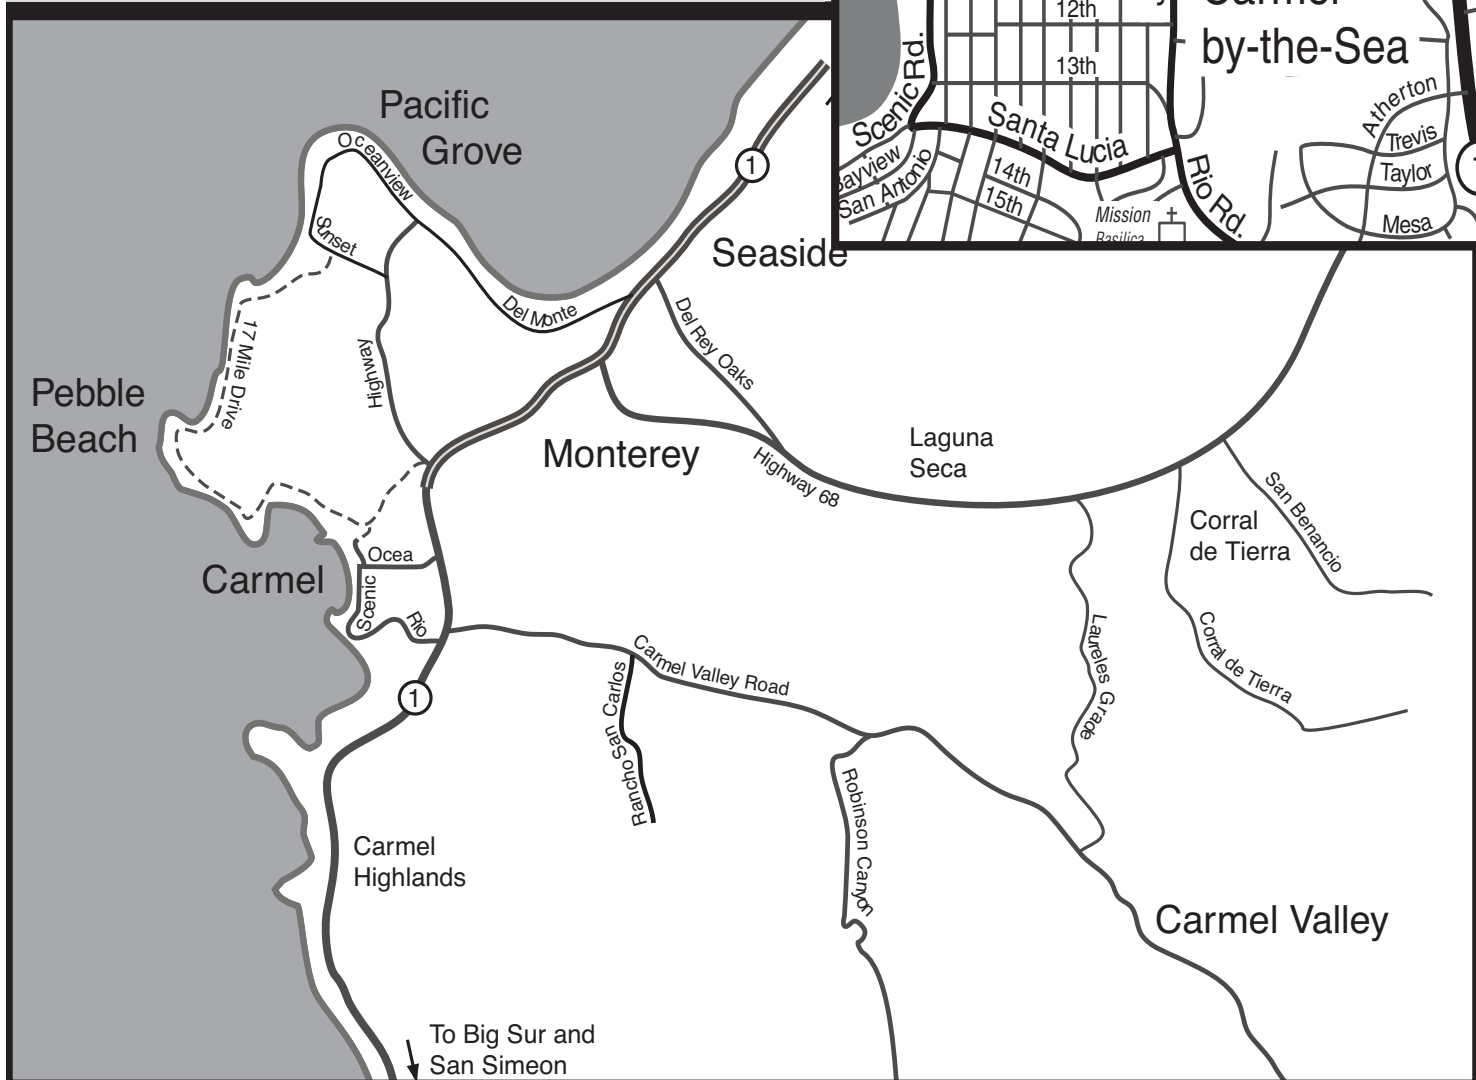 12th
by-the-Sea
13th
Scenic Rd.
Santa Lucia
Atherton
Trevis
Taylor
Mesa
Bayview
San Antonio
14th
15th
Rio Rd.
Mission
Basilica
Pacific
Grove
Oceanview
Sunset
1
Seaside
Del Monte
Del Rey Oaks
17 Mile Drive
Highway
Pebble
Beach
Monterey
Highway 68
Laguna
Seca
San Benancio
Corral
de Tierra
Ocea
Carmel
Scenic
Rio
Carmel Valley Road
Rancho San Carlos
Laureles Grade
Corral de Tierra
1
Robinson Canyon
Carmel
Highlands
Carmel Valley
To Big Sur and
San Simeon